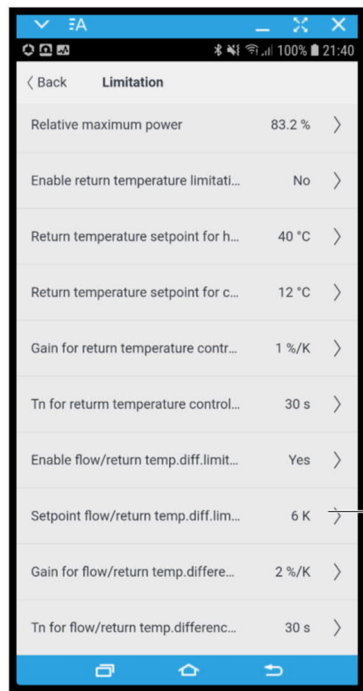 EA
100% 21:40
Back Limitation
Relative maximum power 83.2 %
Enable return temperature limitati... No
Return temperature setpoint for h... 40 °C
Return temperature setpoint for c... 12 °C
Gain for return temperature contr... 1 %/K
Tn for returm temperature control... 30 s
Enable flow/return temp.diff.limit... Yes
Setpoint flow/return temp.diff.lim... 6 K
Gain for flow/return temp.differe... 2 %/K
Tn for flow/return temp.differenc... 30 s